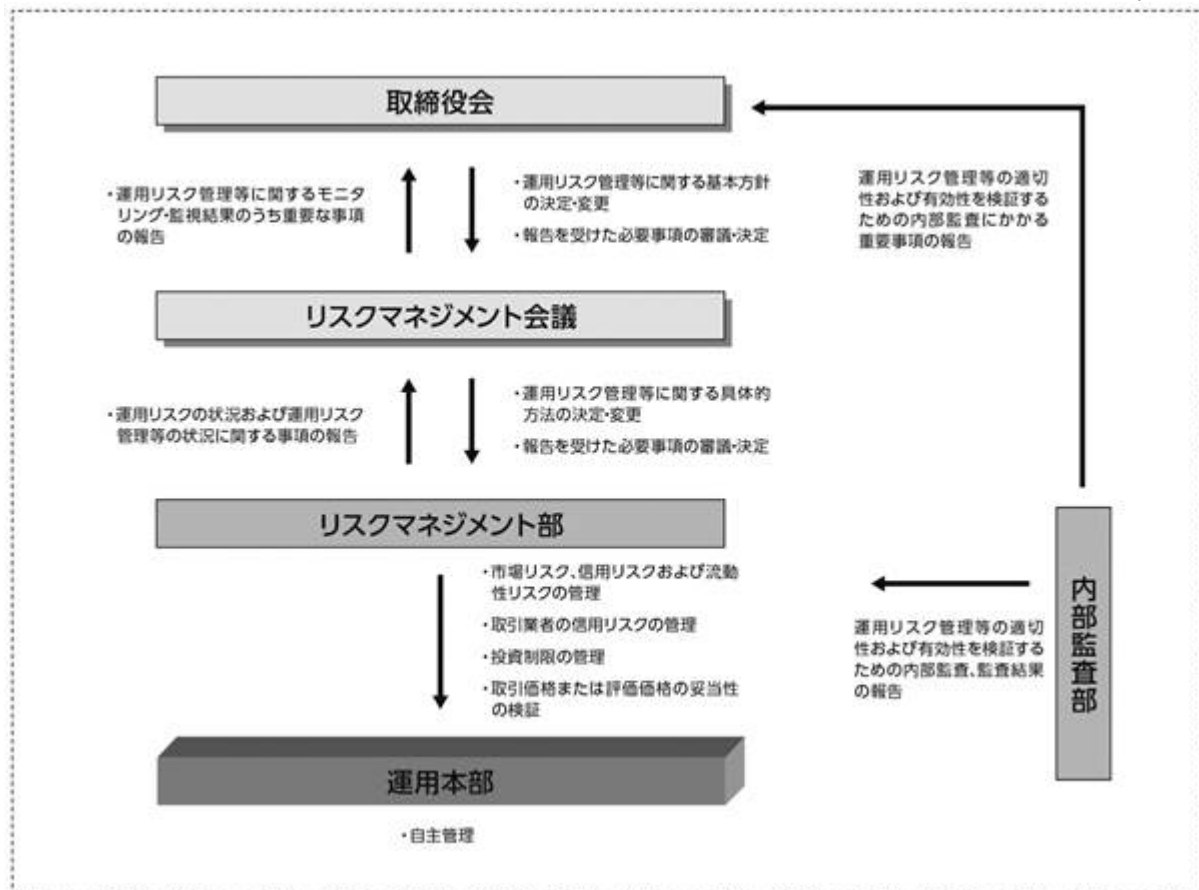 取締役会
・運用リスク管理等に関するモニタ
リング・監視結果のうち重要な事項
の報告
・運用リスク管理等に関する基本方針
の決定・変更
・報告を受けた必要事項の審議・決定
運用リスク管理等の適切
性および有効性を検証する
ための内部監査にかかる
重要事項の報告
リスクマネジメント会議
・運用リスクの状況および運用リスク
管理等の状況に関する事項の報告
・運用リスク管理等に関する具体的
方法の決定・変更
・報告を受けた必要事項の審議・決定
リスクマネジメント部
・市場リスク、信用リスクおよび流動
性リスクの管理
・取引業者の信用リスクの管理
・投資制限の管理
・取引価格または評価価格の妥当性
の検証
運用リスク管理等の適切
性および有効性を検証する
ための内部監査、監査結果
の報告
内部監査部
運用本部
・自主管理